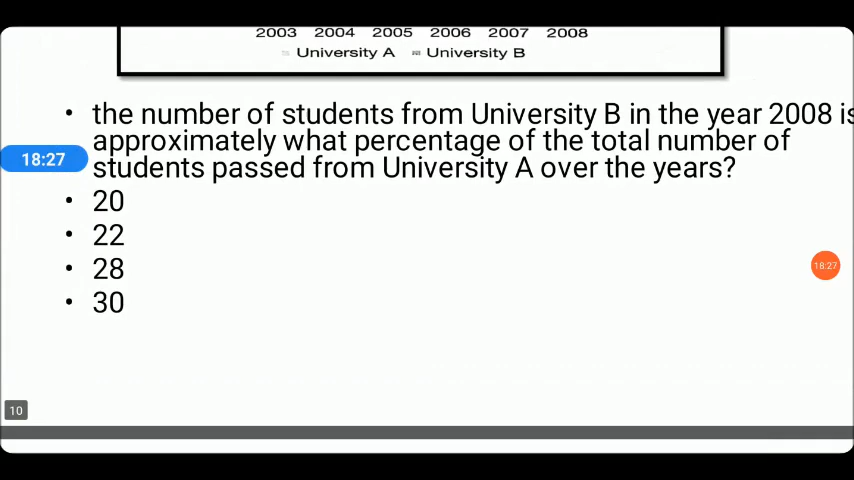 2003 2004 2005 2006 2007 2008
University A University B
• the number of students from University B in the year 2008 is
approximately what percentage of the total number of
students passed from University A over the years?
• 20
• 22
• 28
• 30
18:27
18:27
10